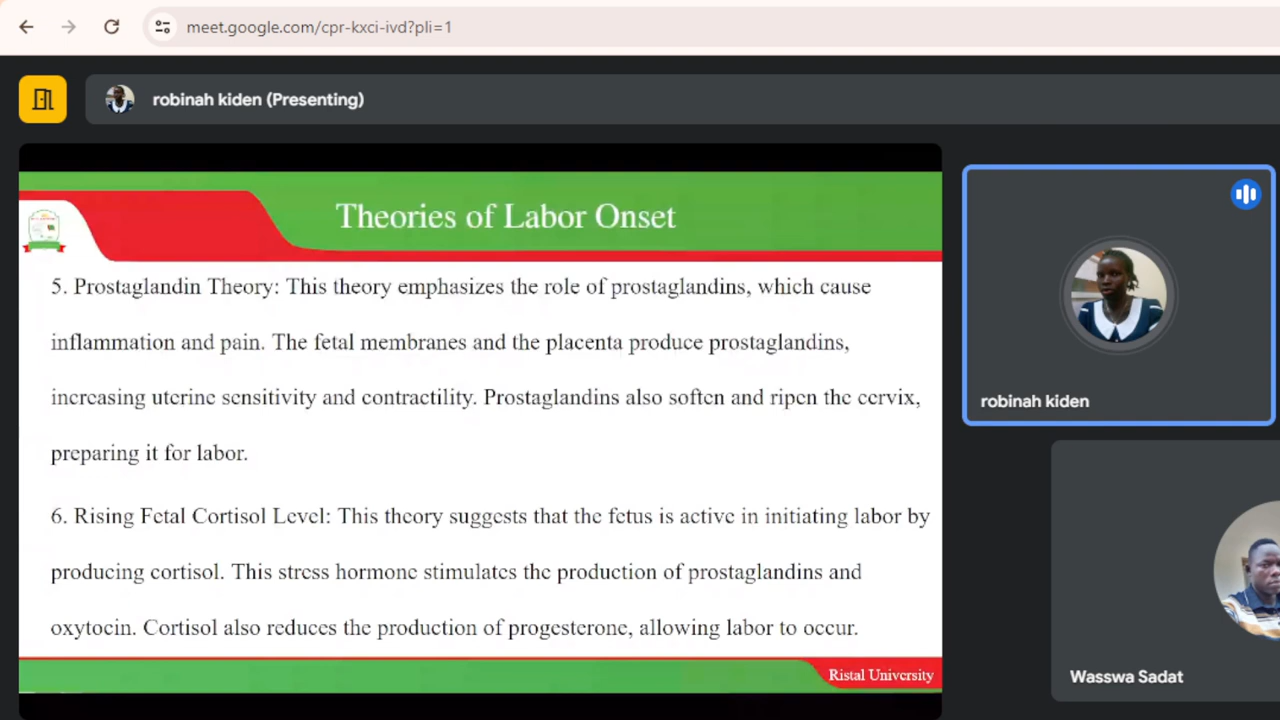 meet.google.com/cpr-kxci-ivd?pli=1
robinah kiden (Presenting)
Theories of Labor Onset
5. Prostaglandin Theory: This theory emphasizes the role of prostaglandins, which cause
inflammation and pain. The fetal membranes and the placenta produce prostaglandins,
increasing uterine sensitivity and contractility. Prostaglandins also soften and ripen the cervix,
preparing it for labor.
6. Rising Fetal Cortisol Level: This theory suggests that the fetus is active in initiating labor by
producing cortisol. This stress hormone stimulates the production of prostaglandins and
oxytocin. Cortisol also reduces the production of progesterone, allowing labor to occur.
Ristal University
robinah kiden
Wasswa Sadat